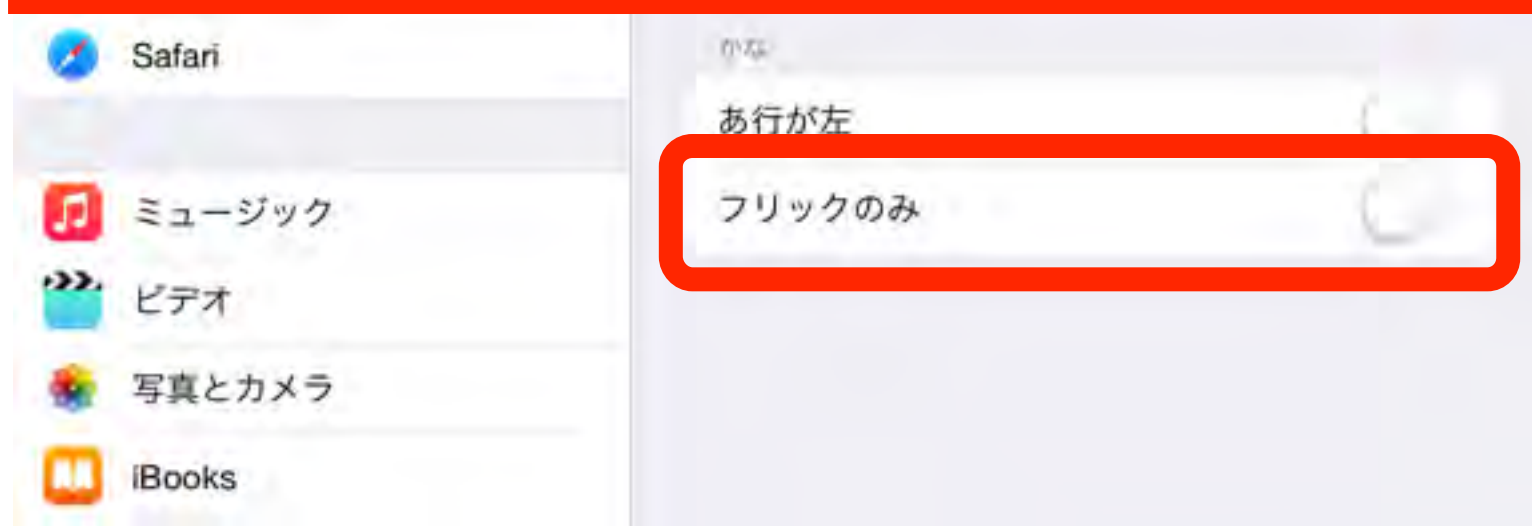 Safari
ミュージック
ビデオ
写真とカメラ
iBooks
かな
あ行が左
フリックのみ